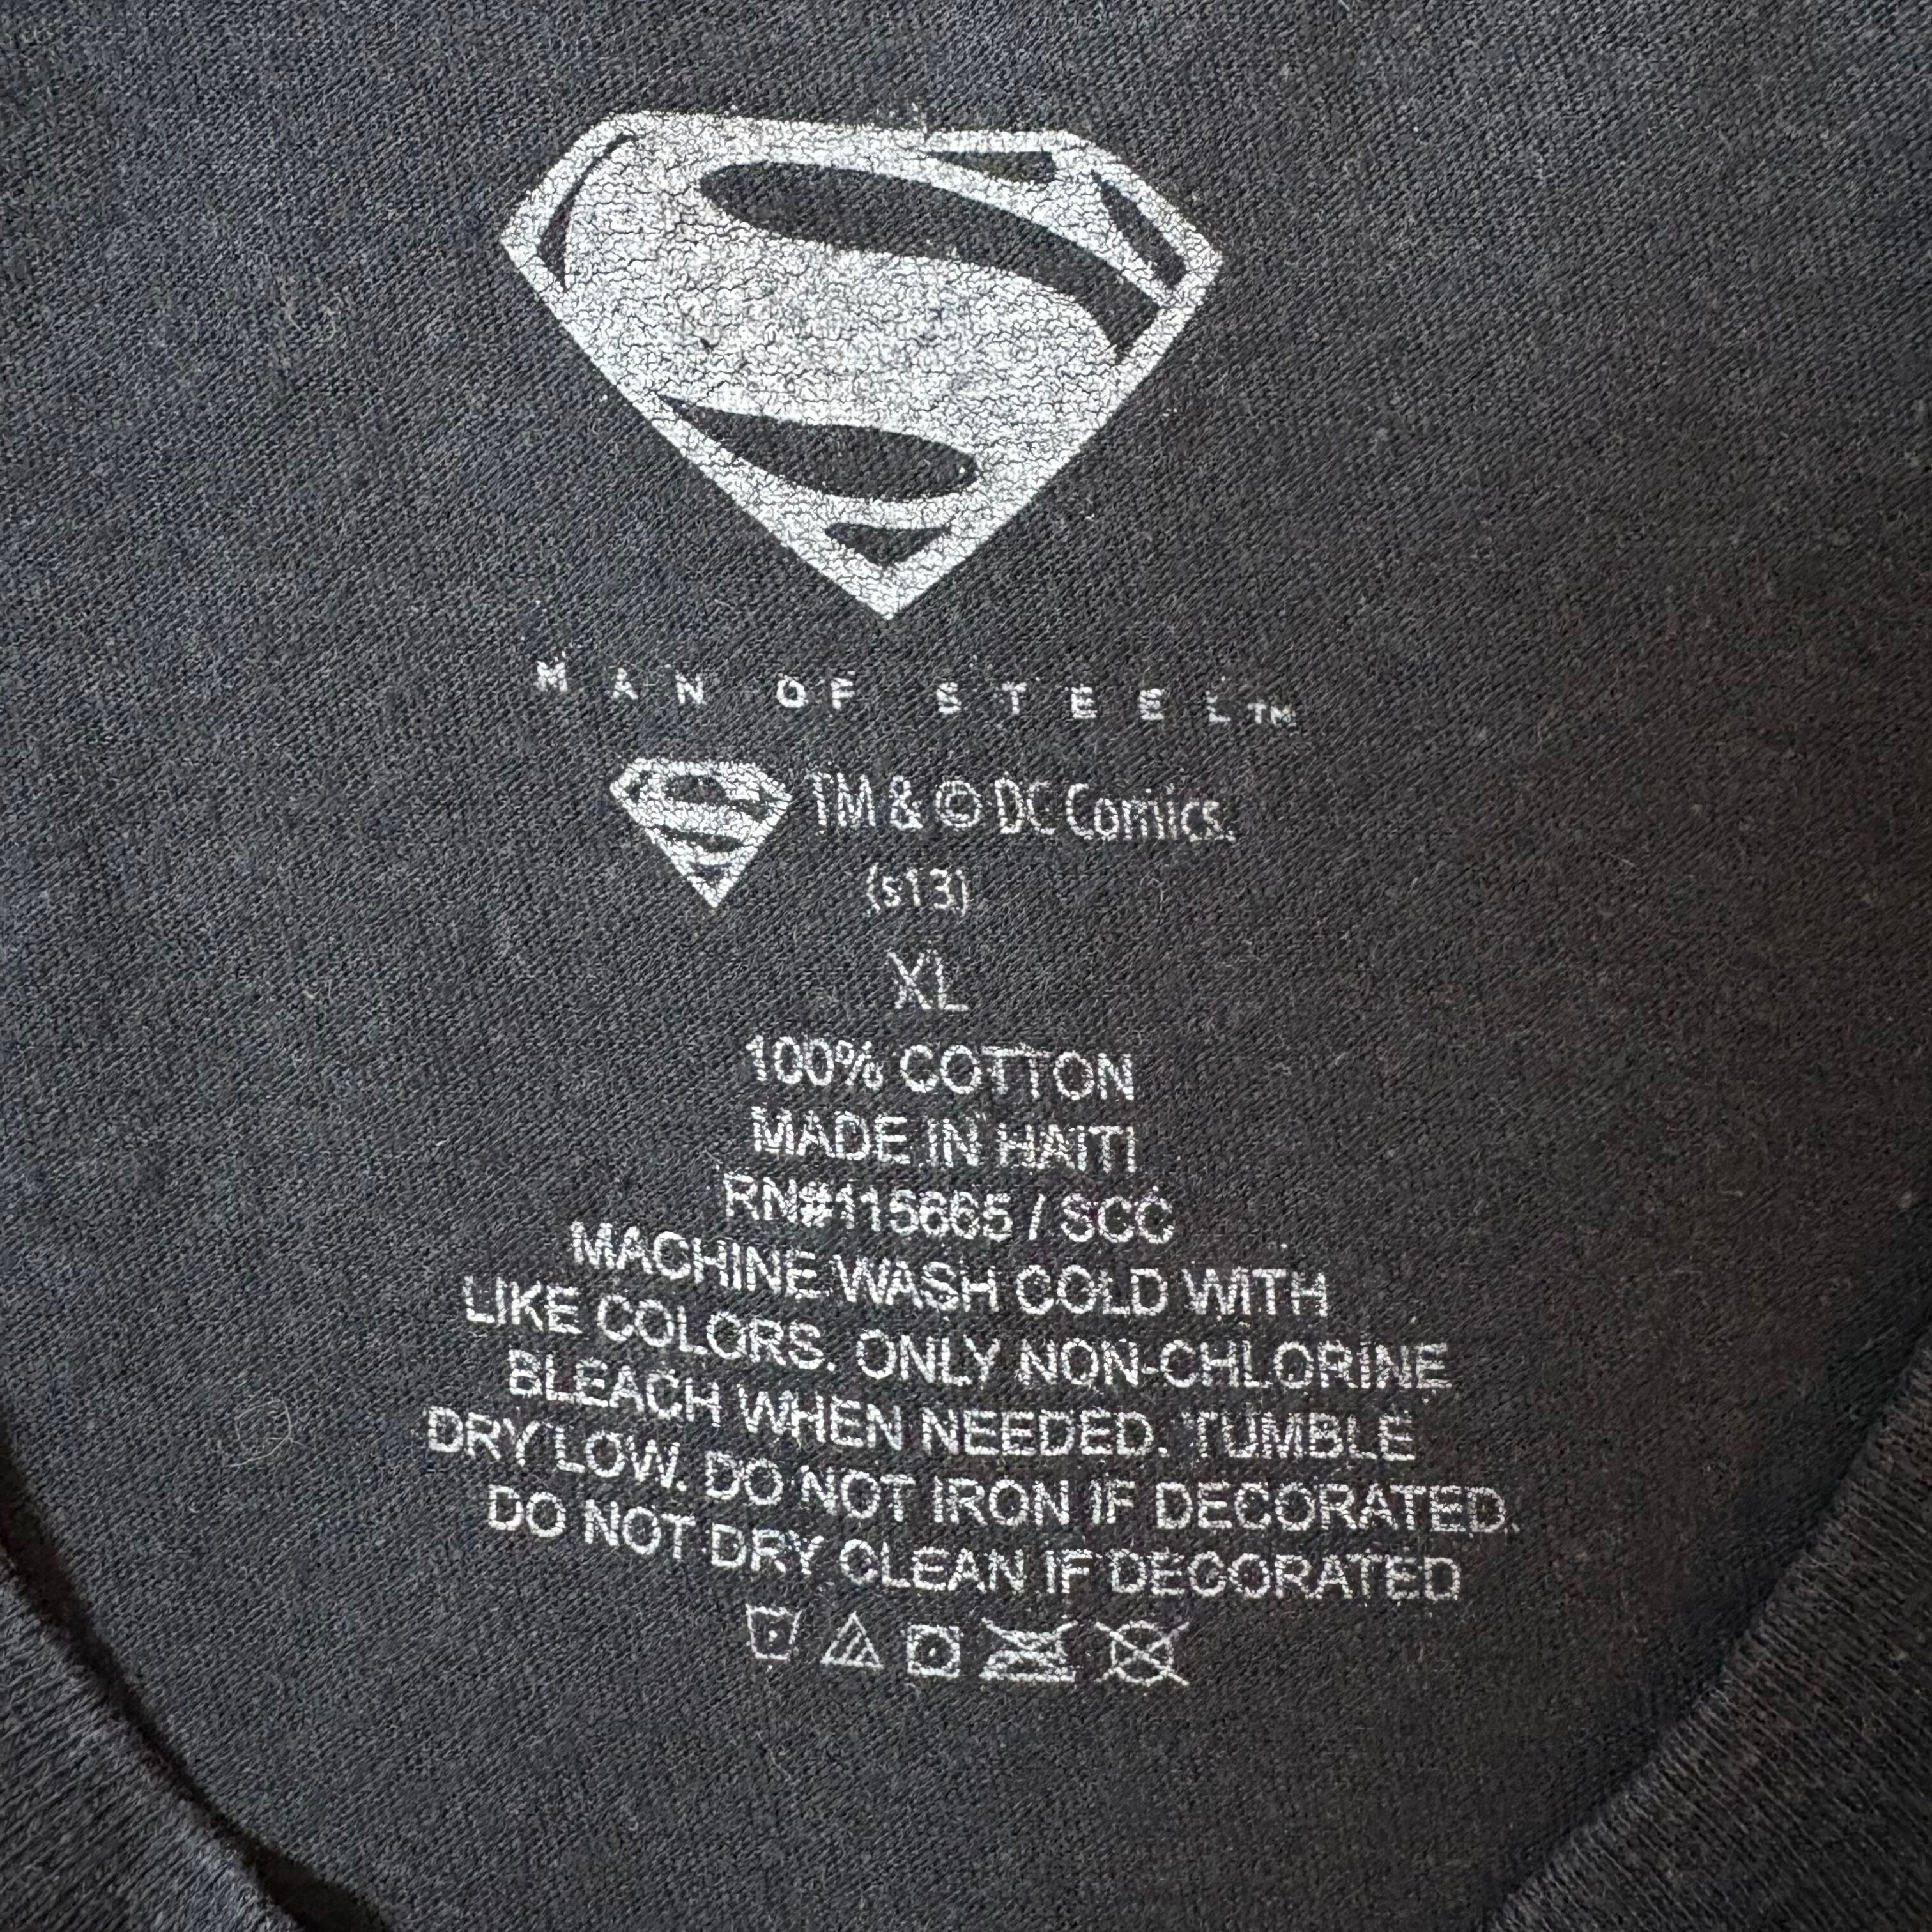 MAN OF STEEL™
TM & © DC Comics.
(s13)
XL
100% COTTON
MADE IN HAITI
RN#115665 / SCC
MACHINE WASH COLD WITH
LIKE COLORS. ONLY NON-CHLORINE
BLEACH WHEN NEEDED. TUMBLE
DRY LOW. DO NOT IRON IF DECORATED.
DO NOT DRY CLEAN IF DECORATED